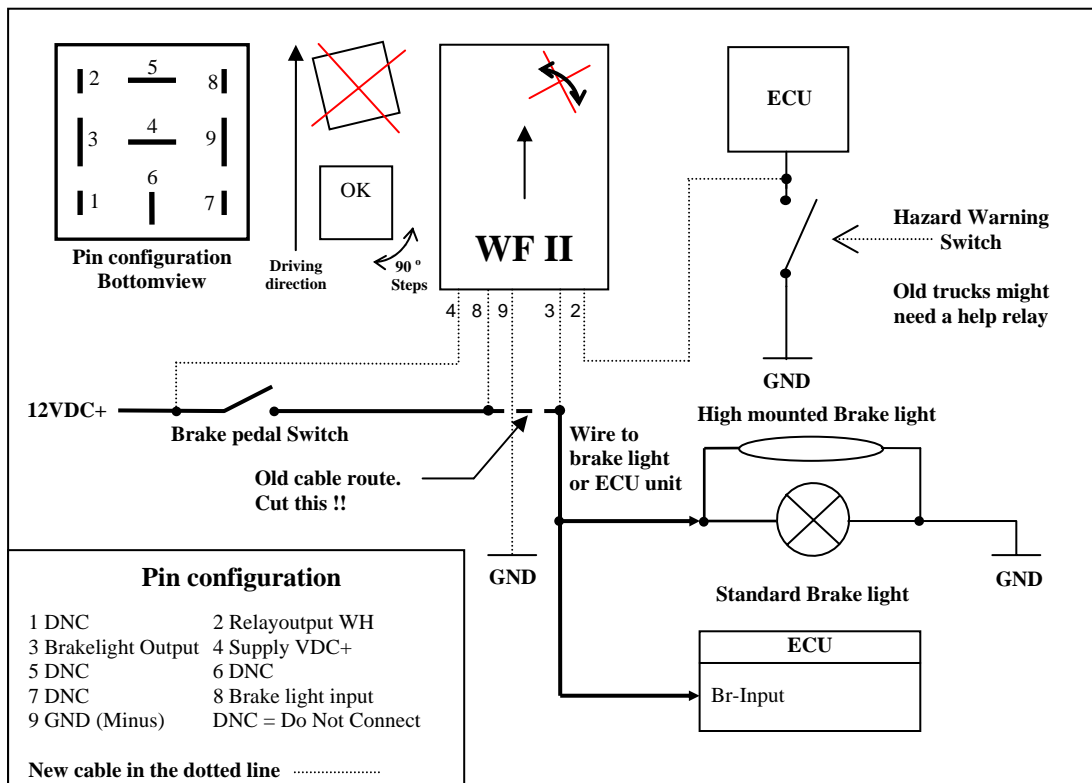 2
5
8
3
4
9
6
1
7
Pin configuration
Bottomview
OK
Driving
direction
90 º
Steps
WF II
4
8
9
3
2
ECU
Hazard Warning
Switch
Old trucks might
need a help relay
GND
12VDC+
Brake pedal Switch
Old cable route.
Cut this !!
GND
Wire to
brake light
or ECU unit
High mounted Brake light
GND
Standard Brake light
ECU
Br-Input
Pin configuration
1 DNC 2 Relayoutput WH
3 Brakelight Output 4 Supply VDC+
5 DNC 6 DNC
7 DNC 8 Brake light input
9 GND (Minus) DNC = Do Not Connect
New cable in the dotted line ......................